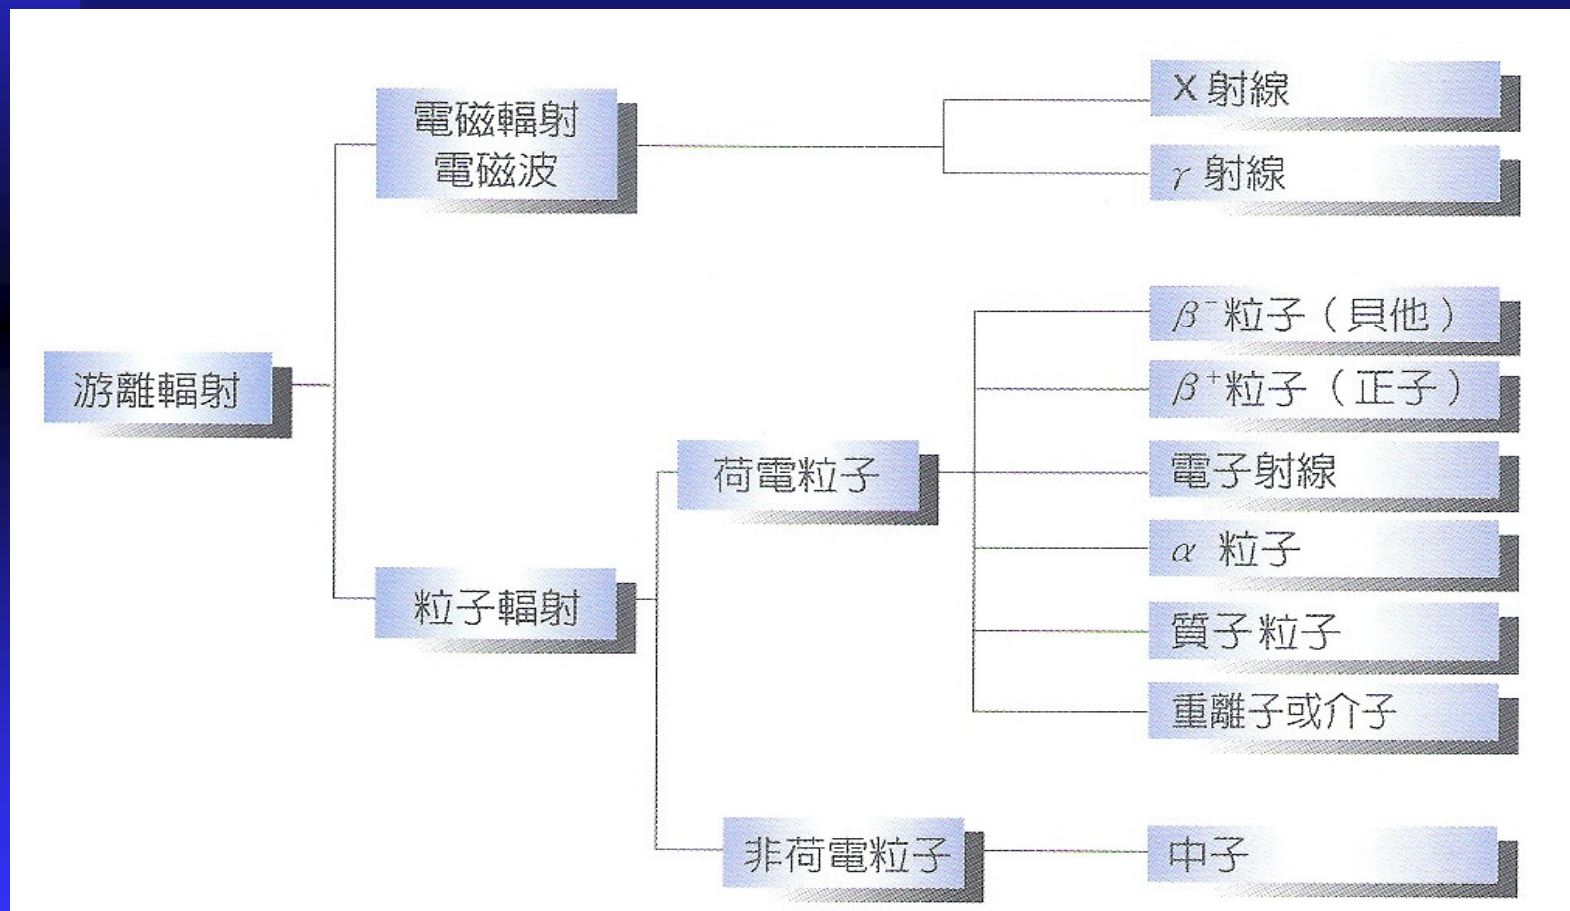 電磁輻射
電磁波
X 射線
γ 射線
游離輻射
粒子輻射
荷電粒子
β⁻粒子（貝他）
β⁺粒子（正子）
電子射線
α 粒子
質子粒子
重離子或介子
非荷電粒子
中子